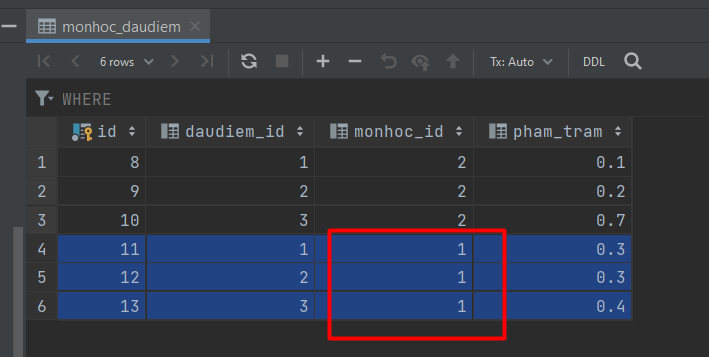 monhoc_daudiem
6 rows Tx: Auto DDL
WHERE
id daudiem_id monhoc_id pham_tram
1 8 1 2 0.1
2 9 2 2 0.2
3 10 3 2 0.7
4 11 1 1 0.3
5 12 2 1 0.3
6 13 3 1 0.4